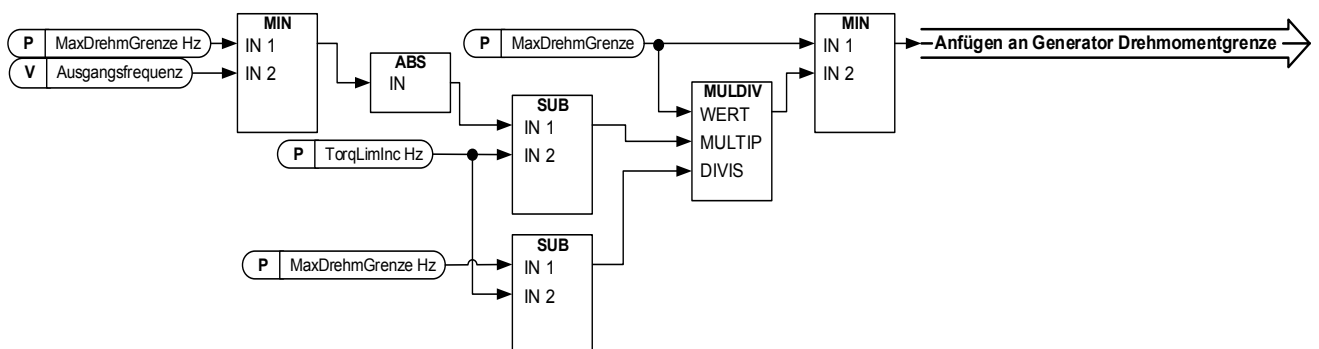 MIN
P MaxDrehmGrenze Hz
IN 1
V Ausgangsfrequenz
IN 2
ABS
IN
P TorqLimInc Hz
SUB
IN 1
IN 2
P MaxDrehmGrenze Hz
SUB
IN 1
IN 2
P MaxDrehmGrenze
MULDIV
WERT
MULTIP
DIVIS
MIN
IN 1
IN 2
Anfügen an Generator Drehmomentgrenze